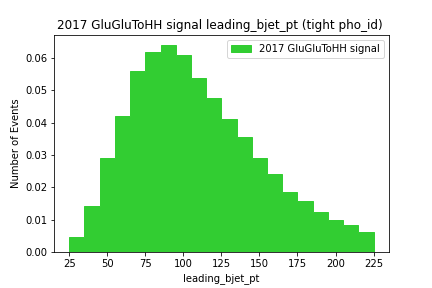 2017 GluGluToHH signal leading_bjet_pt (tight pho_id)
2017 GluGluToHH signal
Number of Events
0.06
0.05
0.04
0.03
0.02
0.01
0.00
25 50 75 100 125 150 175 200 225
leading_bjet_pt